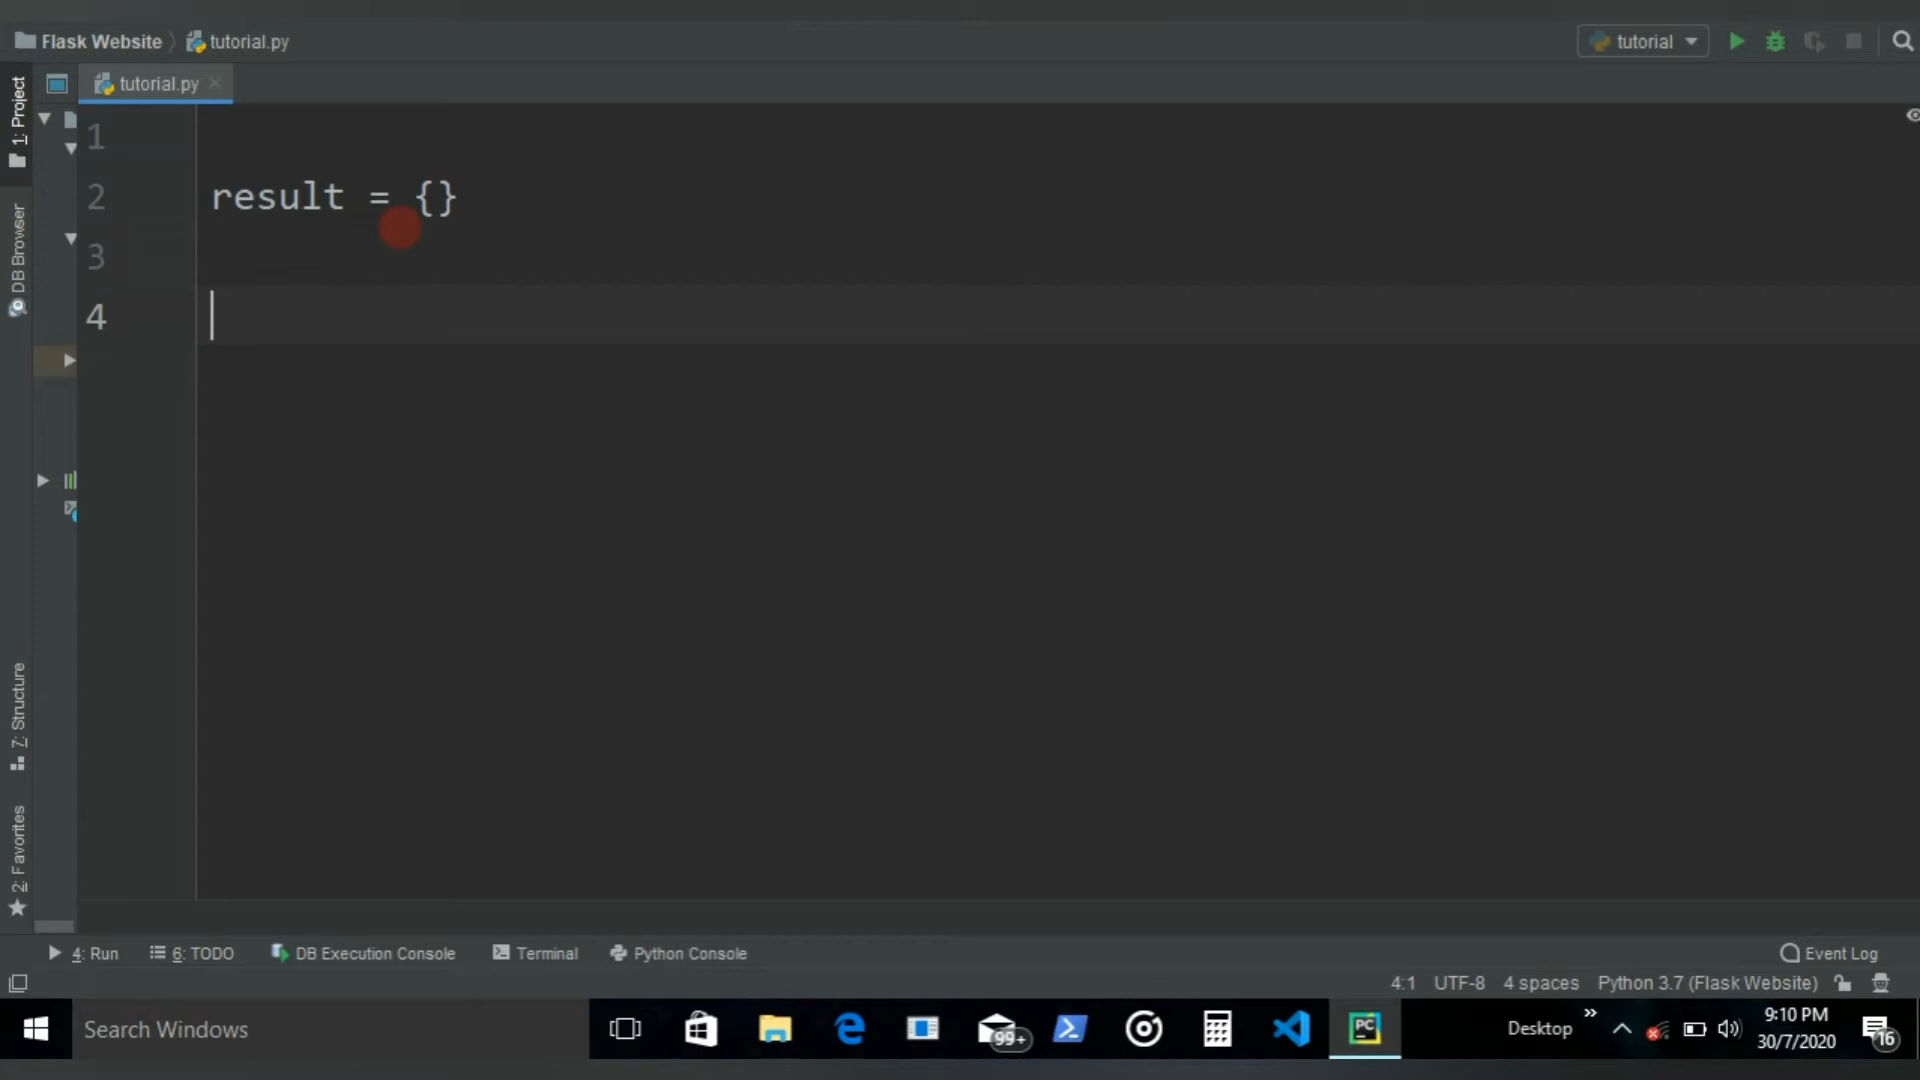 Flask Website tutorial.py tutorial
1: Project tutorial.py
1
2 result = {}
3
4
DB Browser
7: Structure
2: Favorites
4: Run 6: TODO DB Execution Console Terminal Python Console Event Log
4:1 UTF-8 4 spaces Python 3.7 (Flask Website)
Search Windows 99+ PC Desktop 9:10 PM
30/7/2020 16